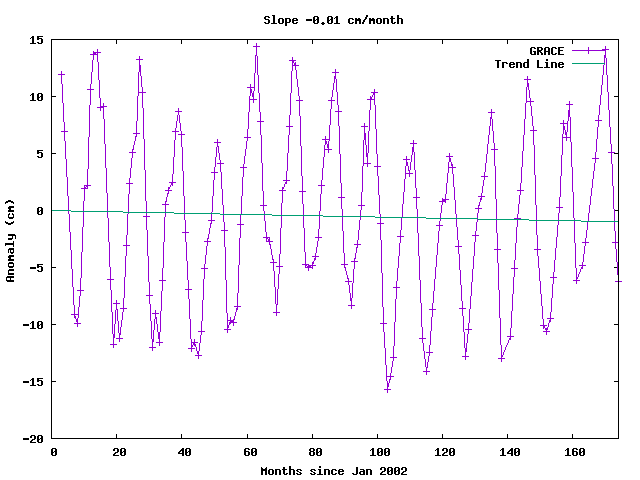 Slope -0.01 cm/month
GRACE
Trend Line
15
10
5
0
-5
-10
-15
-20
Anomaly (cm)
0 20 40 60 80 100 120 140 160
Months since Jan 2002